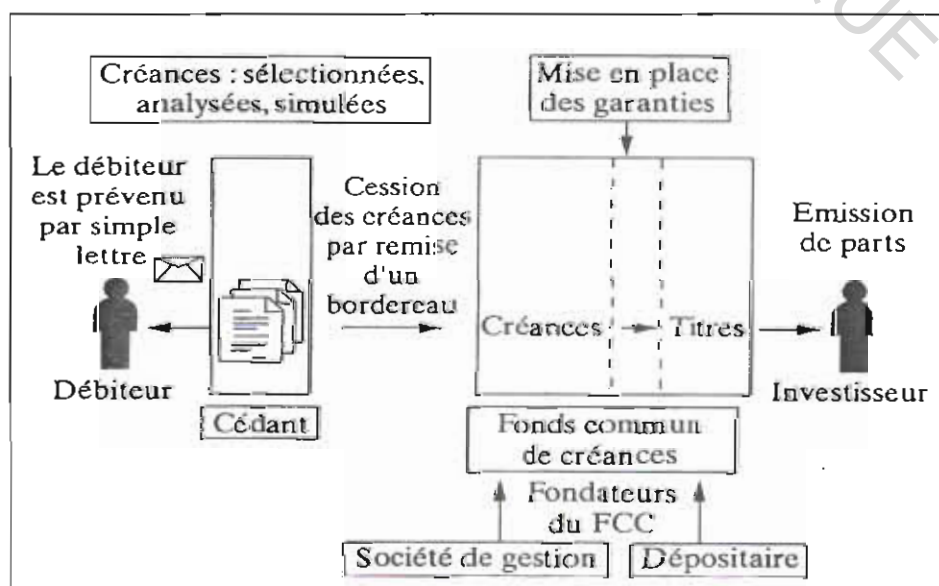 Créances : sélectionnées,
analysées, simulées
Mise en place
des garanties
Le débiteur
est prévenu
par simple
lettre
Cession
des créances
par remise
d'un
bordereau
Emission
de parts
Créances
Titres
Débiteur
Investisseur
Cédant
Fonds commun
de créances
Fondateurs
du FCC
Société de gestion
Dépositaire